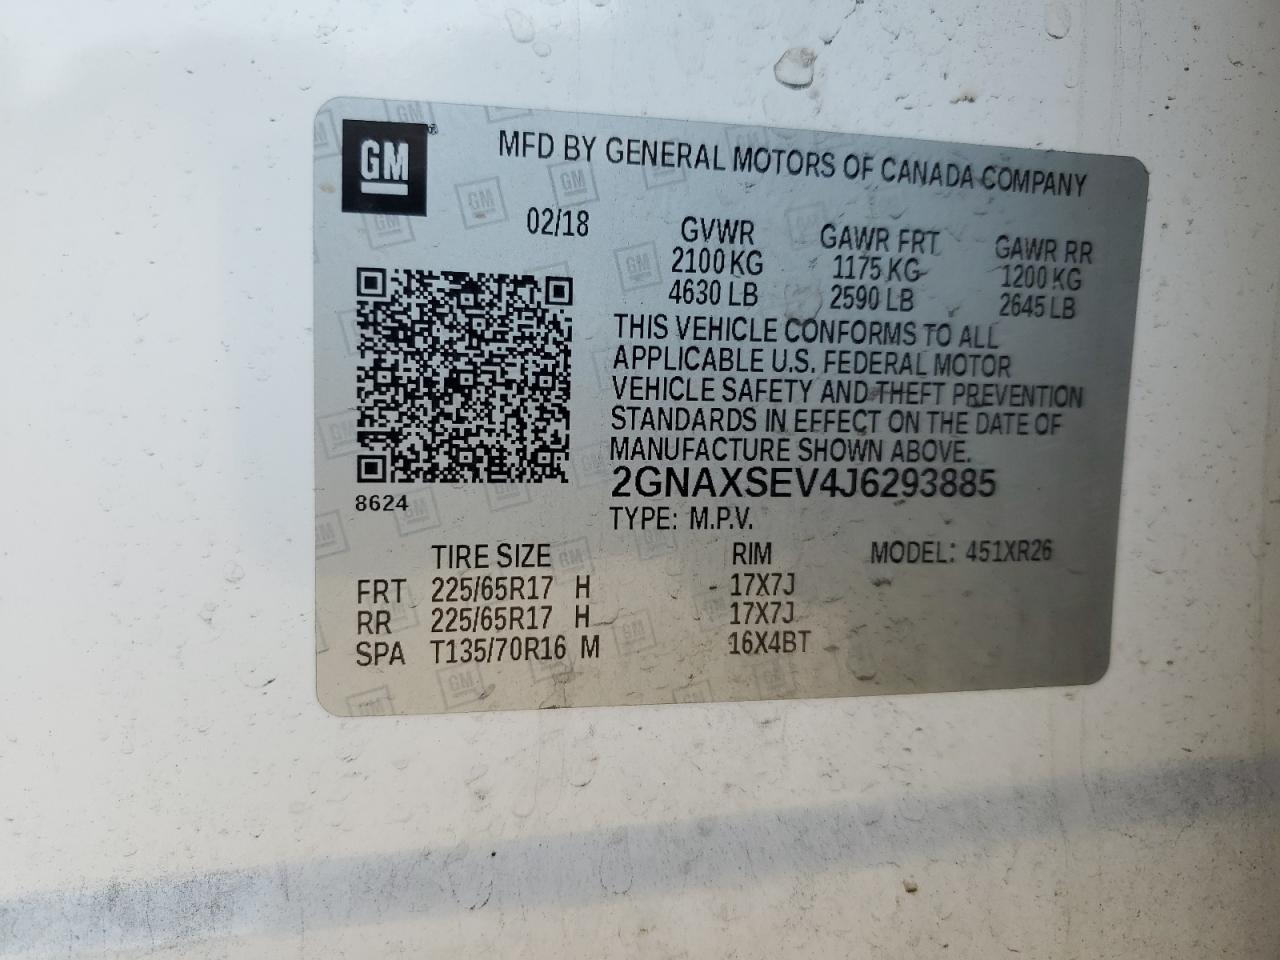 GM®
MFD BY GENERAL MOTORS OF CANADA COMPANY
02/18 GVWR GAWR FRT GAWR RR
2100 KG 1175 KG 1200 KG
4630 LB 2590 LB 2645 LB
THIS VEHICLE CONFORMS TO ALL
APPLICABLE U.S. FEDERAL MOTOR
VEHICLE SAFETY AND THEFT PREVENTION
STANDARDS IN EFFECT ON THE DATE OF
MANUFACTURE SHOWN ABOVE.
2GNAXSEV4J6293885
8624
TYPE: M.P.V.
TIRE SIZE RIM MODEL: 451XR26
FRT 225/65R17 H 17X7J
RR 225/65R17 H 17X7J
SPA T135/70R16 M 16X4BT